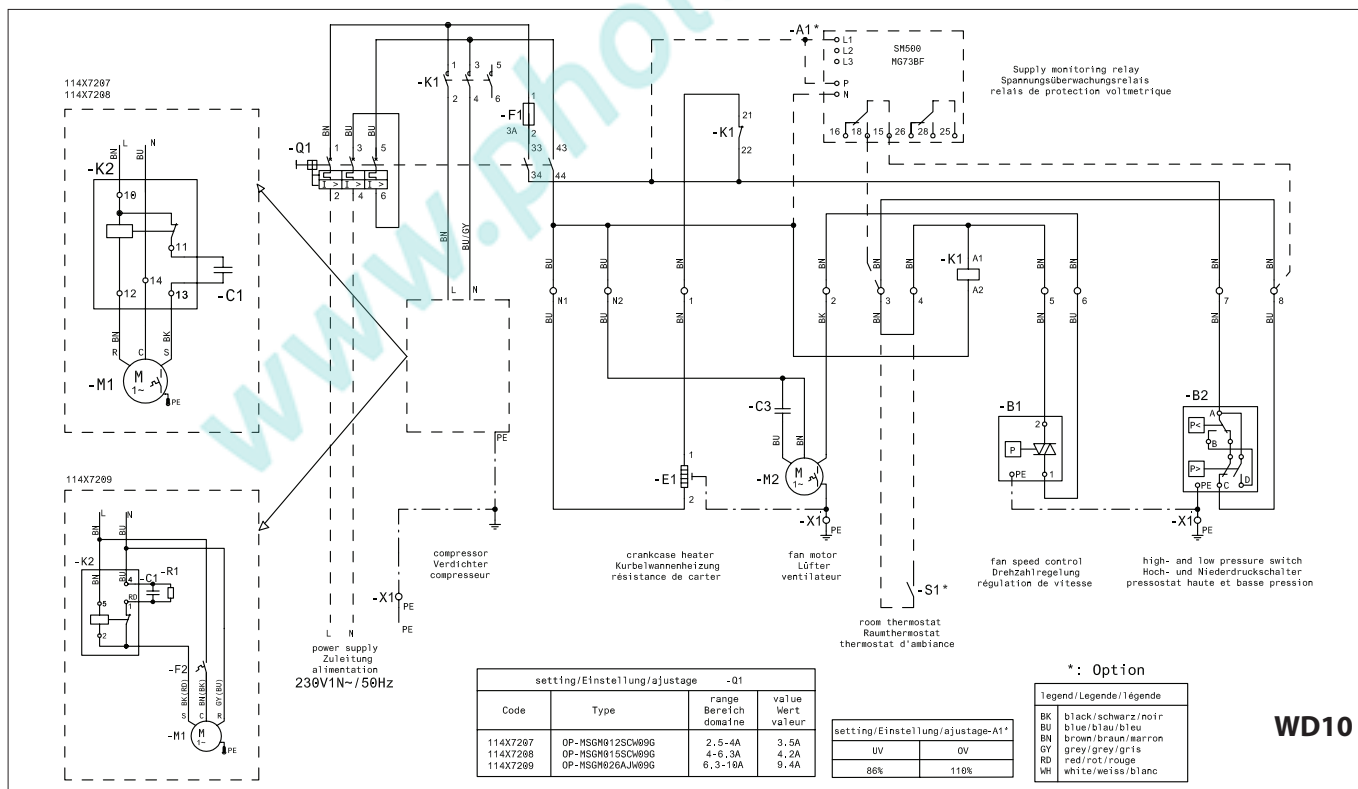 www.phot
114X7207
114X7208
L N
BN BU
-K2
10
11
14
12 13
-C1
BN BK
R C S
-M1
M
1~
PE
114X7209
L N
BN BU
-K2
BN BU 4
-C1 -R1
RD
5 1
2
-F2
BK(RD) BN(BK) GY(BU)
S C R
-M1
M
1~
BN BU BU
-Q1
1 3 5
I> I> I>
2 4 6
-K1
1 3 5
2 4 6
-F1
3A
1
2
33 43
34 44
BN BU/GY
L N
PE
compressor
Verdichter
compresseur
-X1
PE
PE
L N
power supply
Zuleitung
alimentation
230V1N~/50Hz
-A1*
L1
L2
L3
P
N
SM500
MG73BF
16 18 15 26 28 25
Supply monitoring relay
Spannungsüberwachungsrelais
relais de protection voltmetrique
-K1
21
22
BU BU BN BN BN BN BN BN BN BN
N1 N2 1 2 3 4 5 6 7 8
BU BU BN BK BN BN BN BU BN BU
-K1
A1
A2
-C3
BU BN
-M2
M
1~
-E1
1
2
-X1
PE
crankcase heater
Kurbelwannenheizung
résistance de carter
fan motor
Lüfter
ventilateur
-S1*
room thermostat
Raumthermostat
thermostat d'ambiance
-B1
2
P
PE 1
fan speed control
Drehzahlregelung
régulation de vitesse
-B2
A
P<
B
P>
D
PE C
-X1
PE
high- and low pressure switch
Hoch- und Niederdruckschalter
pressostat haute et basse pression
setting/Einstellung/ajustage -Q1
Code Type range Bereich domaine value Wert valeur
114X7207 OP-MSGM012SCW09G 2.5-4A 3.5A
114X7208 OP-MSGM015SCW09G 4-6,3A 4.2A
114X7209 OP-MSGM026AJW09G 6,3-10A 9.4A
setting/Einstellung/ajustage-A1*
UV OV
86% 110%
*: Option
legend/Legende/légende
BK black/schwarz/noir
BU blue/blau/bleu
BN brown/braun/marron
GY grey/grey/gris
RD red/rot/rouge
WH white/weiss/blanc
WD10